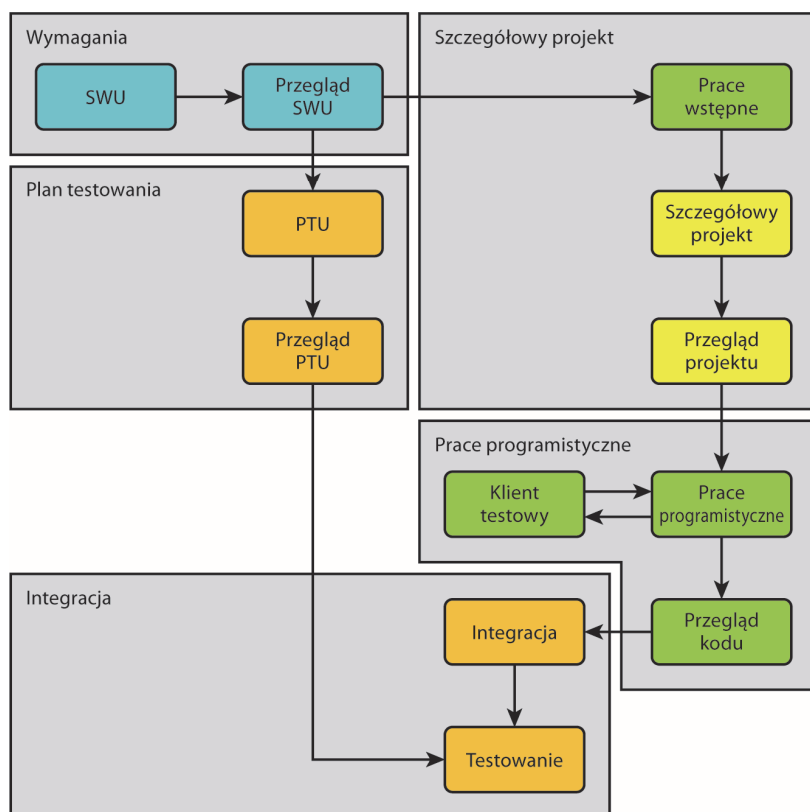 Wymagania
SWU
Przegląd
SWU
Szczegółowy projekt
Prace
wstępne
Szczegółowy
projekt
Przegląd
projektu
Plan testowania
PTU
Przegląd
PTU
Prace programistyczne
Klient
testowy
Prace
programistyczne
Przegląd
kodu
Integracja
Integracja
Testowanie